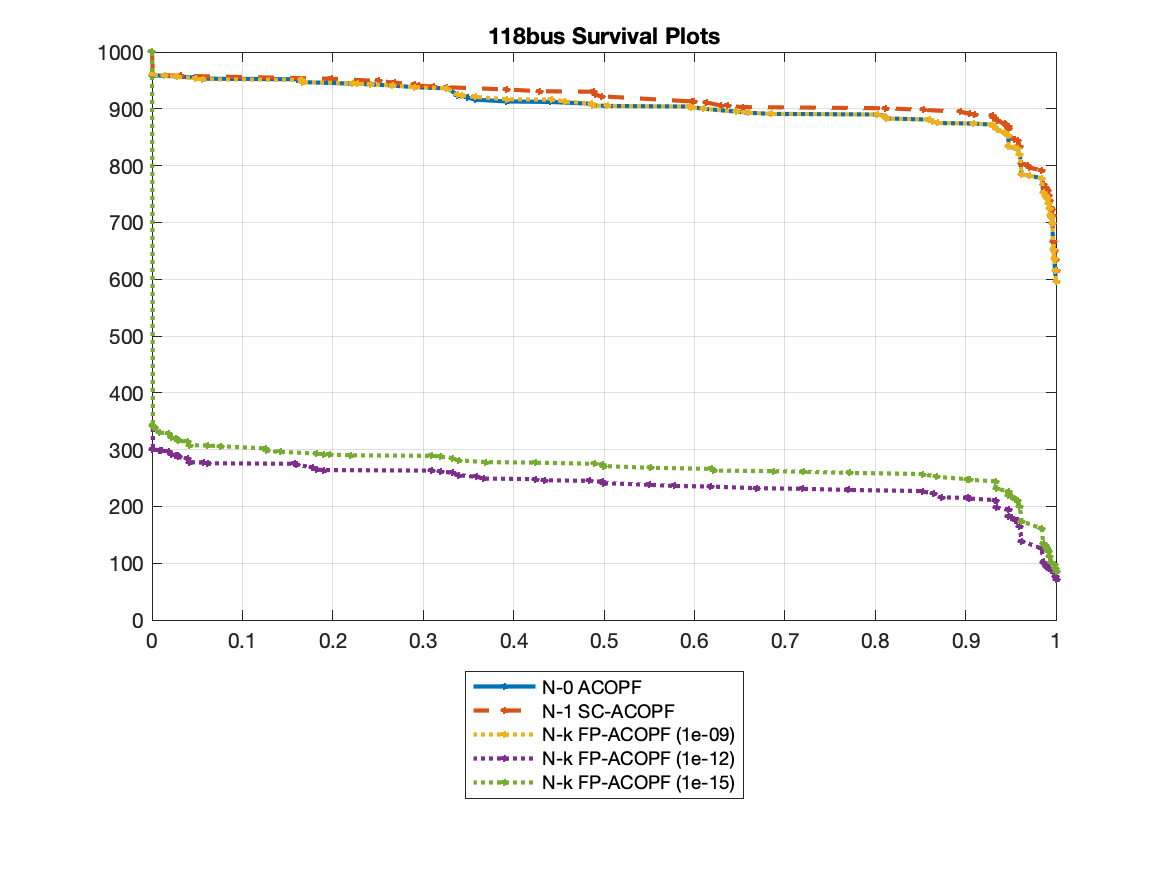 118bus Survival Plots
1000
900
800
700
600
500
400
300
200
100
0
0 0.1 0.2 0.3 0.4 0.5 0.6 0.7 0.8 0.9 1
N-0 ACOPF
N-1 SC-ACOPF
N-k FP-ACOPF (1e-09)
N-k FP-ACOPF (1e-12)
N-k FP-ACOPF (1e-15)